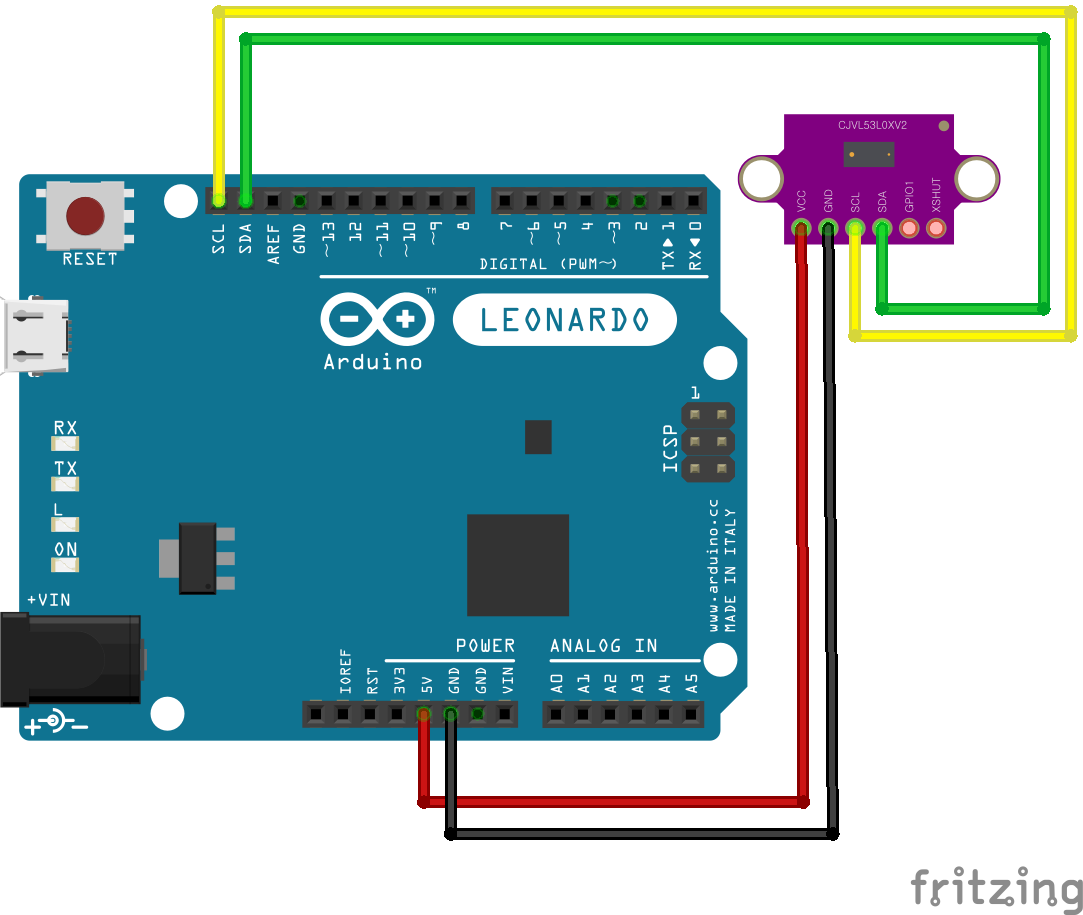 CJVL53L0XV2
VCC
GND
SCL
SDA
GPIO1
XSHUT
RESET
SCL
SDA
AREF
GND
~13
12
~11
~10
~9
8
7
~6
~5
4
~3
2
TX▶1
RX◀0
DIGITAL (PWM~)
TM
LEONARDO
Arduino
1
ICSP
RX
TX
L
ON
www.arduino.cc
MADE IN ITALY
+VIN
POWER
ANALOG IN
IOREF
RST
3V3
5V
GND
GND
VIN
A0
A1
A2
A3
A4
A5
fritzing